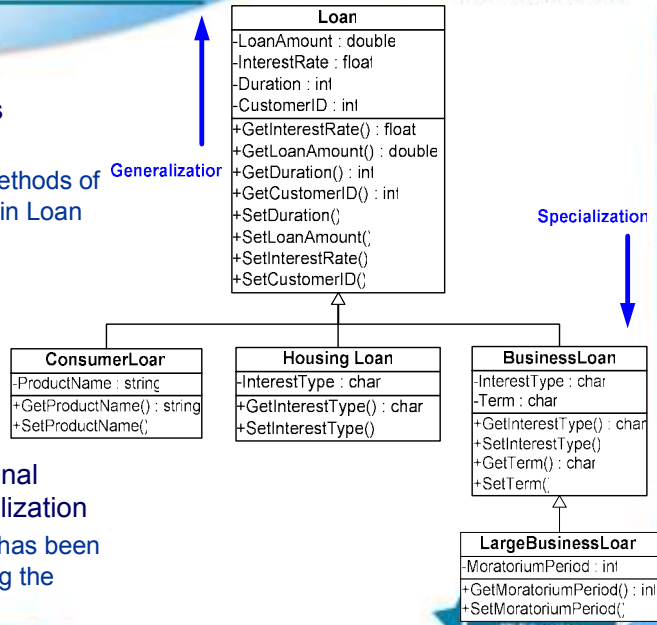 Loan
-LoanAmount : double
-InterestRate : float
-Duration : int
-CustomerID : int
+GetInterestRate() : float
+GetLoanAmount() : double
+GetDuration() : int
+GetCustomerID() : int
+SetDuration()
+SetLoanAmount()
+SetInterestRate()
+SetCustomerID()
s
ethods of
in Loan
Generalization
Specialization
ConsumerLoan
-ProductName : string
+GetProductName() : string
+SetProductName()
Housing Loan
-InterestType : char
+GetInterestType() : char
+SetInterestType()
BusinessLoan
-InterestType : char
-Term : char
+GetInterestType() : char
+SetInterestType()
+GetTerm() : char
+SetTerm()
nal
lization
has been
g the
LargeBusinessLoan
-MoratoriumPeriod : int
+GetMoratoriumPeriod() : int
+SetMoratoriumPeriod()